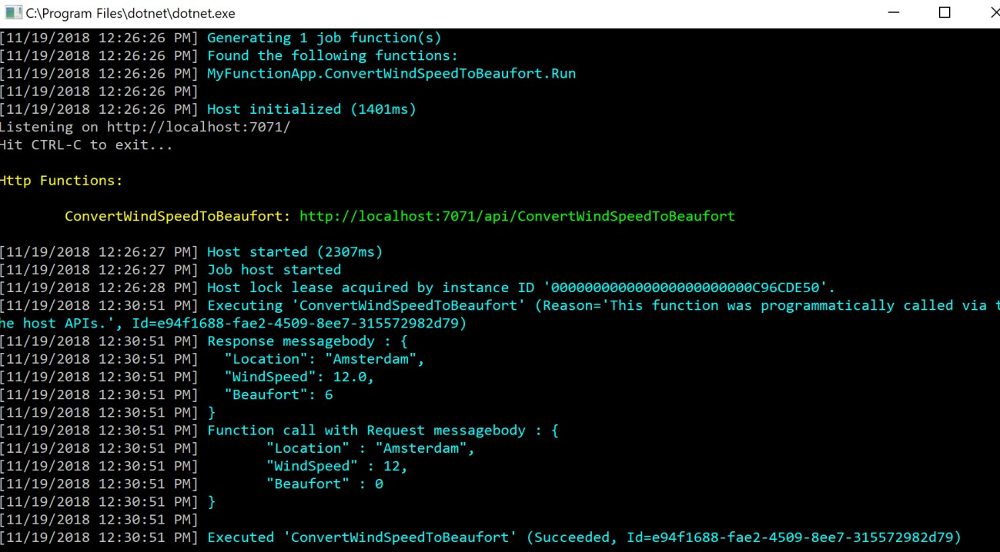 C:\Program Files\dotnet\dotnet.exe
[11/19/2018 12:26:26 PM] Generating 1 job function(s)
[11/19/2018 12:26:26 PM] Found the following functions:
[11/19/2018 12:26:26 PM] MyFunctionApp.ConvertWindSpeedToBeaufort.Run
[11/19/2018 12:26:26 PM]
[11/19/2018 12:26:26 PM] Host initialized (1401ms)
Listening on http://localhost:7071/
Hit CTRL-C to exit...
Http Functions:
ConvertWindSpeedToBeaufort: http://localhost:7071/api/ConvertWindSpeedToBeaufort
[11/19/2018 12:26:27 PM] Host started (2307ms)
[11/19/2018 12:26:27 PM] Job host started
[11/19/2018 12:26:28 PM] Host lock lease acquired by instance ID '000000000000000000000000C96CDE50'.
[11/19/2018 12:30:51 PM] Executing 'ConvertWindSpeedToBeaufort' (Reason='This function was programmatically called via t
he host APIs.', Id=e94f1688-fae2-4509-8ee7-315572982d79)
[11/19/2018 12:30:51 PM] Response messagebody : {
[11/19/2018 12:30:51 PM]   "Location": "Amsterdam",
[11/19/2018 12:30:51 PM]   "WindSpeed": 12.0,
[11/19/2018 12:30:51 PM]   "Beaufort": 6
[11/19/2018 12:30:51 PM] }
[11/19/2018 12:30:51 PM] Function call with Request messagebody : {
[11/19/2018 12:30:51 PM]        "Location" : "Amsterdam",
[11/19/2018 12:30:51 PM]        "WindSpeed" : 12,
[11/19/2018 12:30:51 PM]        "Beaufort" : 0
[11/19/2018 12:30:51 PM] }
[11/19/2018 12:30:51 PM]
[11/19/2018 12:30:51 PM] Executed 'ConvertWindSpeedToBeaufort' (Succeeded, Id=e94f1688-fae2-4509-8ee7-315572982d79)